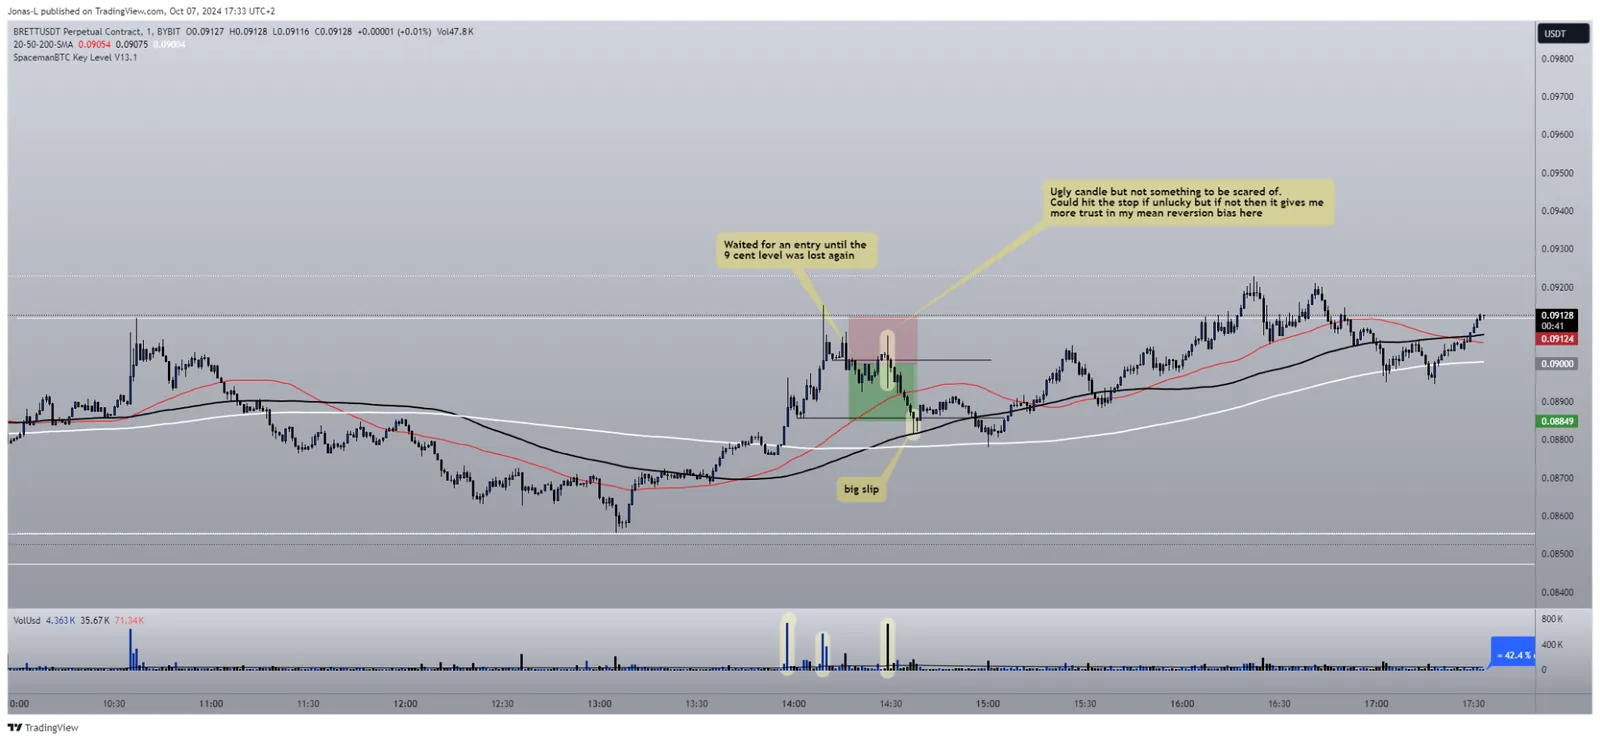 Jonas-L published on TradingView.com, Oct 07, 2024 17:33 UTC+2
BRETTUSDT Perpetual Contract, 1, BYBIT O0.09127 H0.09128 L0.09116 C0.09128 +0.00001 (+0.01%) Vol47.8K
20-50-200-SMA 0.09054 0.09075 0.09004
SpacemanBTC Key Level V13.1
USDT
0.09800
0.09700
0.09600
0.09500
0.09400
0.09300
0.09200
0.09128
00:41
0.09124
0.09000
0.08900
0.08849
0.08800
0.08700
0.08600
0.08500
0.08400
Ugly candle but not something to be scared of.
Could hit the stop if unlucky but if not then it gives me
more trust in my mean reversion bias here
Waited for an entry until the
9 cent level was lost again
big slip
VolUsd 4.363K 35.67K 71.34K
800K
400K
0
= 42.4 %
0:00 10:30 11:00 11:30 12:00 12:30 13:00 13:30 14:00 14:30 15:00 15:30 16:00 16:30 17:00 17:30
TradingView